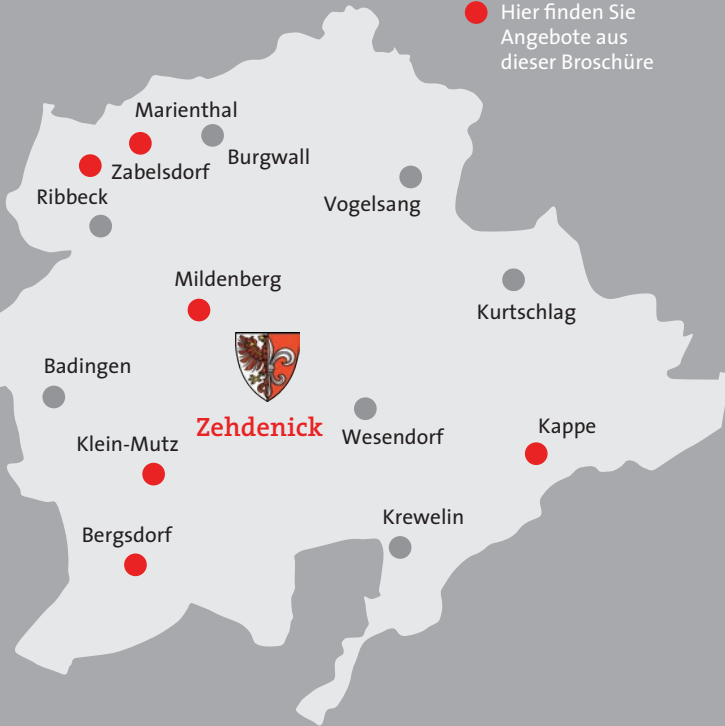 Hier finden Sie
Angebote aus
dieser Broschüre
Marienthal
Burgwall
Zabelsdorf
Ribbeck
Vogelsang
Mildenberg
Kurtschlag
Badingen
Zehdenick
Wesendorf
Kappe
Klein-Mutz
Krewelin
Bergsdorf